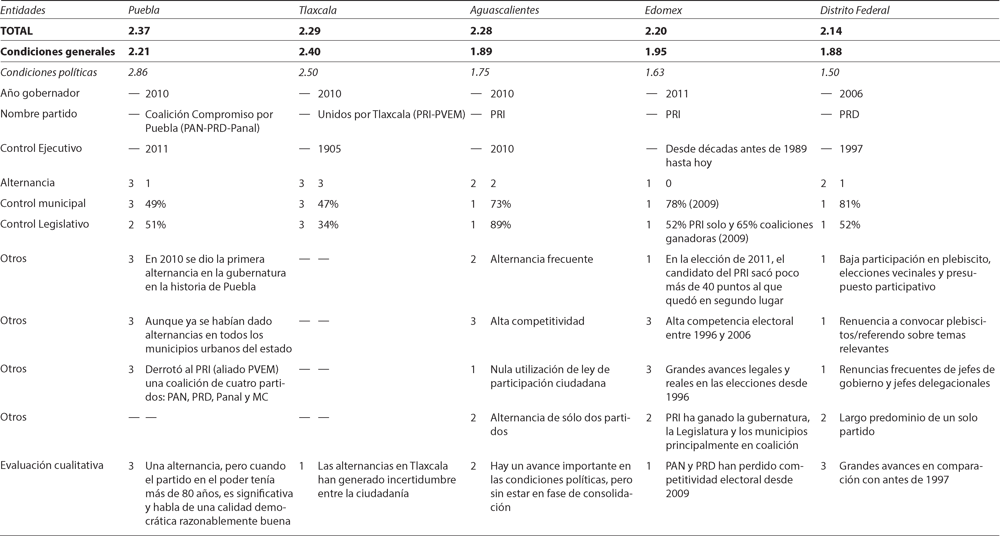 Entidades Puebla Tlaxcala Aguascalientes Edomex Distrito Federal
TOTAL 2.37 2.29 2.28 2.20 2.14
Condiciones generales 2.21 2.40 1.89 1.95 1.88
Condiciones políticas 2.86 2.50 1.75 1.63 1.50
Año gobernador — 2010 — 2010 — 2010 — 2011 — 2006
Nombre partido — Coalición Compromiso por — Unidos por Tlaxcala (PRI-PVEM) — PRI — PRI — PRD
Puebla (PAN-PRD-Panal)
Control Ejecutivo — 2011 — 1905 — 2010 — Desde décadas antes de 1989 — 1997
hasta hoy
Alternancia 3 1 3 3 2 2 1 0 2 1
Control municipal 3 49% 3 47% 1 73% 1 78% (2009) 1 81%
Control Legislativo 2 51% 3 34% 1 89% 1 52% PRI solo y 65% coaliciones 1 52%
ganadoras (2009)
Otros 3 En 2010 se dio la primera — — 2 Alternancia frecuente 1 En la elección de 2011, el 1 Baja participación en plebiscito,
alternancia en la gubernatura candidato del PRI sacó poco elecciones vecinales y presu-
en la historia de Puebla más de 40 puntos al que puesto participativo
quedó en segundo lugar
Otros 3 Aunque ya se habían dado — — 3 Alta competitividad 3 Alta competencia electoral 1 Renuencia a convocar plebisci-
alternancias en todos los entre 1996 y 2006 tos/referendo sobre temas
municipios urbanos del estado relevantes
Otros 3 Derrotó al PRI (aliado PVEM) — — 1 Nula utilización de ley de 3 Grandes avances legales y 1 Renuncias frecuentes de jefes de
una coalición de cuatro parti- participación ciudadana reales en las elecciones desde gobierno y jefes delegacionales
dos: PAN, PRD, Panal y MC 1996
Otros — — — — 2 Alternancia de sólo dos parti- 2 PRI ha ganado la gubernatura, 2 Largo predominio de un solo
dos la Legislatura y los municipios partido
principalmente en coalición
Evaluación cualitativa 3 Una alternancia, pero cuando 1 Las alternancias en Tlaxcala 2 Hay un avance importante en 1 PAN y PRD han perdido com- 3 Grandes avances en compara-
el partido en el poder tenía han generado incertidumbre las condiciones políticas, pero petitividad electoral desde ción con antes de 1997
más de 80 años, es significativa entre la ciudadanía sin estar en fase de consolida- 2009
y habla de una calidad demo- ción
crática razonablemente buena